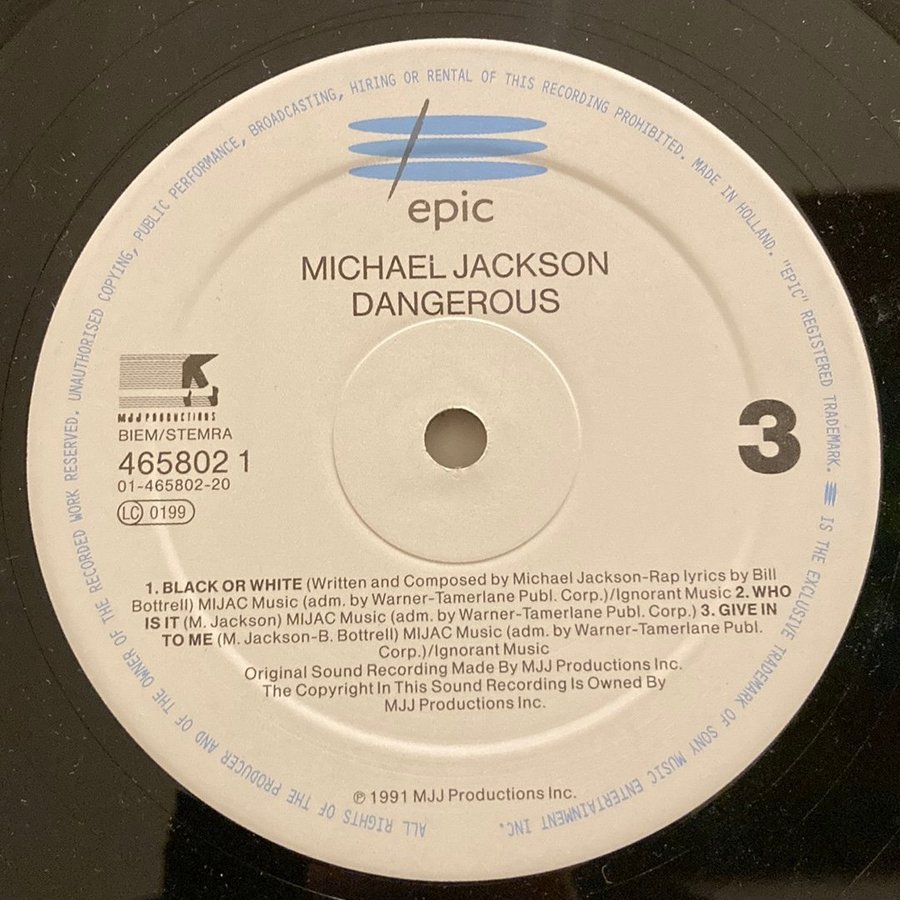 ALL RIGHTS OF THE PRODUCER AND OF THE OWNER OF THE RECORDED WORK RESERVED. UNAUTHORISED COPYING, PUBLIC PERFORMANCE, BROADCASTING, HIRING OR RENTAL OF THIS RECORDING PROHIBITED. MADE IN HOLLAND. "EPIC" REGISTERED TRADEMARK. IS THE EXCLUSIVE TRADEMARK OF SONY MUSIC ENTERTAINMENT INC.
epic
MICHAEL JACKSON
DANGEROUS
MJJ PRODUCTIONS
BIEM/STEMRA
465802 1
01-465802-20
LC 0199
3
1. BLACK OR WHITE (Written and Composed by Michael Jackson-Rap lyrics by Bill
Bottrell) MIJAC Music (adm. by Warner-Tamerlane Publ. Corp.)/Ignorant Music 2. WHO
IS IT (M. Jackson) MIJAC Music (adm. by Warner-Tamerlane Publ. Corp.) 3. GIVE IN
TO ME (M. Jackson-B. Bottrell) MIJAC Music (adm. by Warner-Tamerlane Publ.
Corp.)/Ignorant Music
Original Sound Recording Made By MJJ Productions Inc.
The Copyright In This Sound Recording Is Owned By
MJJ Productions Inc.
℗ 1991 MJJ Productions Inc.